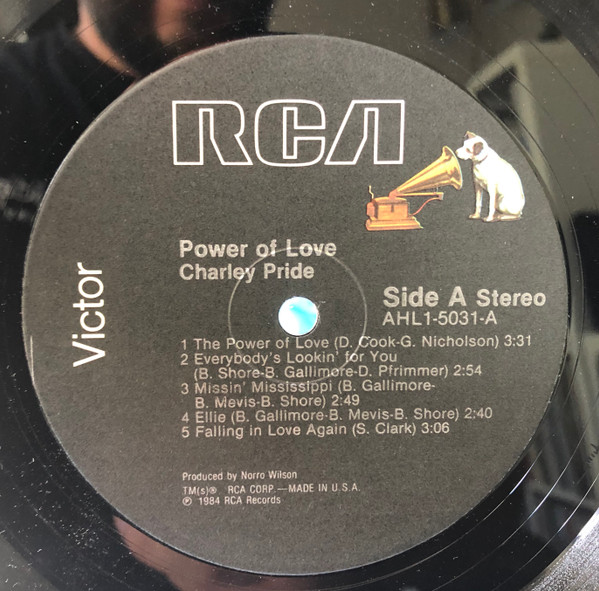 RCA
Victor
Power of Love
Charley Pride
Side A Stereo
AHL1-5031-A
1 The Power of Love (D. Cook-G. Nicholson) 3:31
2 Everybody's Lookin' for You
(B. Shore-B. Gallimore-D. Pfrimmer) 2:54
3 Missin' Mississippi (B. Gallimore-
B. Mevis-B. Shore) 2:49
4 Ellie (B. Gallimore-B. Mevis-B. Shore) 2:40
5 Falling in Love Again (S. Clark) 3:06
Produced by Norro Wilson
TM(s)® RCA CORP.—MADE IN U.S.A.
℗ 1984 RCA Records